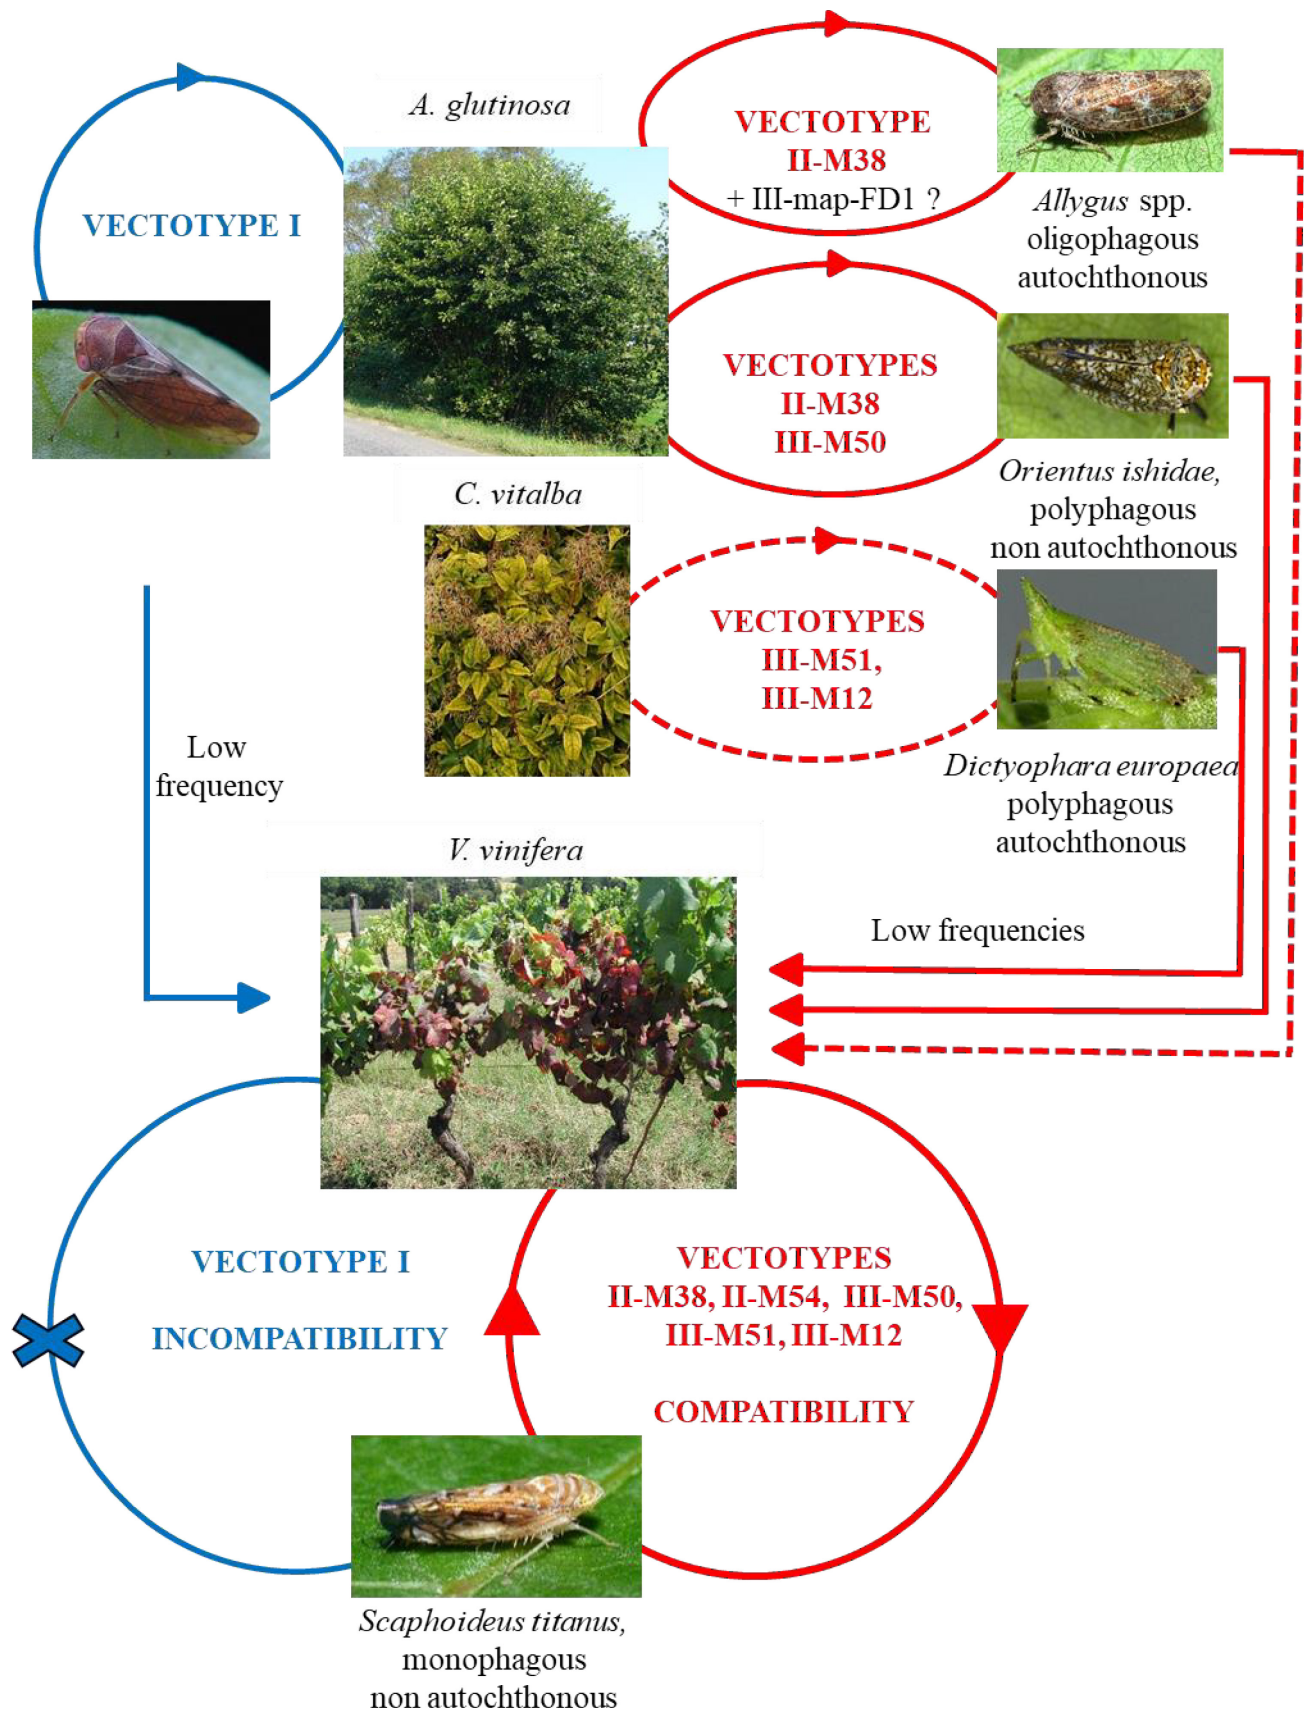 A. glutinosa
VECTOTYPE I
VECTOTYPE
II-M38
+ III-map-FD1 ?
Allygus spp.
oligophagous
autochthonous
VECTOTYPES
II-M38
III-M50
Orientus ishidae,
polyphagous
non autochthonous
C. vitalba
VECTOTYPES
III-M51,
III-M12
Dictyophara europaea
polyphagous
autochthonous
Low
frequency
V. vinifera
Low frequencies
VECTOTYPE I
INCOMPATIBILITY
VECTOTYPES
II-M38, II-M54, III-M50,
III-M51, III-M12
COMPATIBILITY
Scaphoideus titanus,
monophagous
non autochthonous